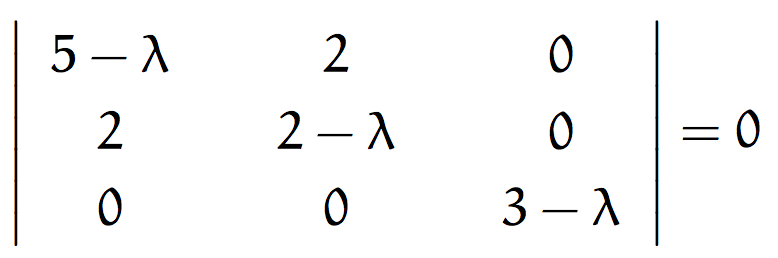 | 5 − λ 2 0 |
| 2 2 − λ 0 | = 0
| 0 0 3 − λ |